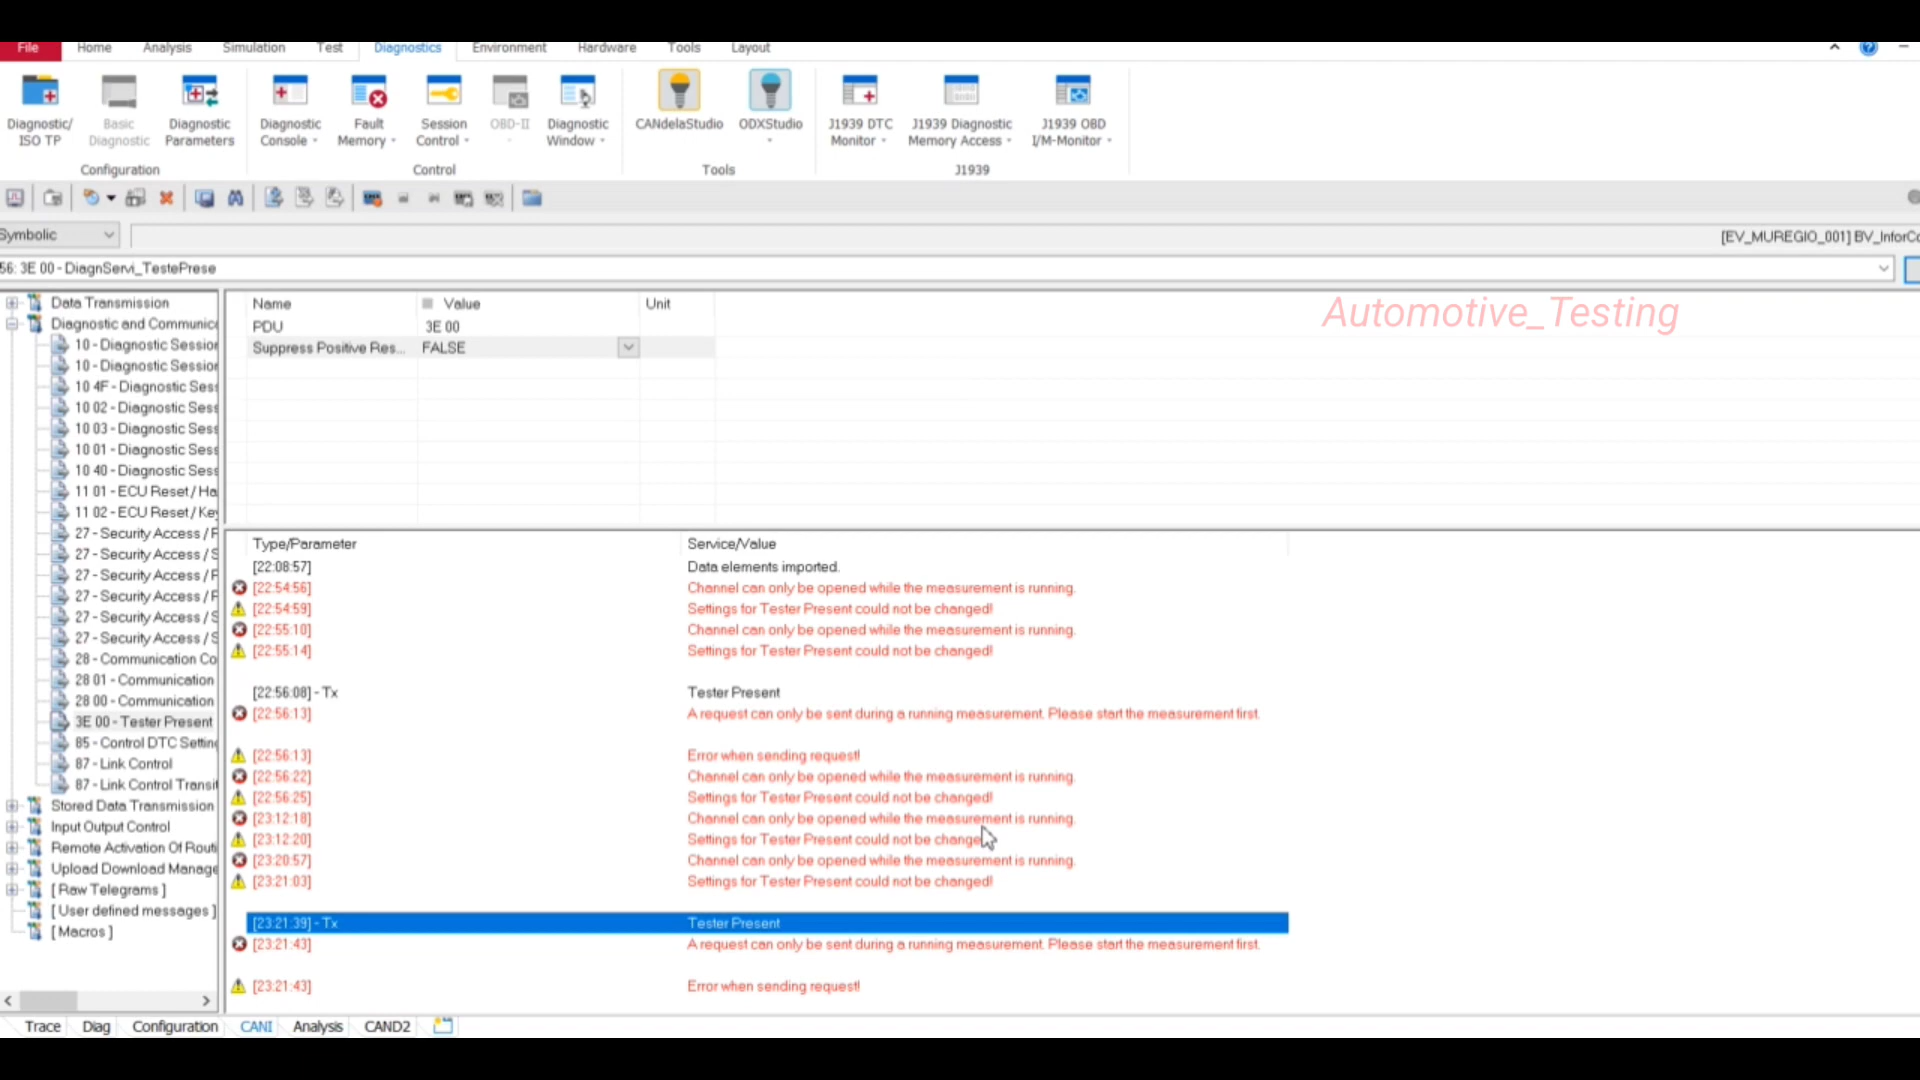 File Home Analysis Simulation Test Diagnostics Environment Hardware Tools Layout
Diagnostic/ ISO TP
Basic Diagnostic
Diagnostic Parameters
Diagnostic Console
Fault Memory
Session Control
OBD-II
Diagnostic Window
CANdelaStudio
ODXStudio
J1939 DTC Monitor
J1939 Diagnostic Memory Access
J1939 OBD I/M-Monitor
Configuration Control Tools J1939
Symbolic
[EV_MUREGIO_001] BV_InforCo
56: 3E 00 - DiagnServi_TestePrese
Automotive_Testing
Data Transmission
Diagnostic and Communica
10 - Diagnostic Session
10 - Diagnostic Session
10 4F - Diagnostic Sess
10 02 - Diagnostic Sess
10 03 - Diagnostic Sess
10 01 - Diagnostic Sess
10 40 - Diagnostic Sess
11 01 - ECU Reset / Ha
11 02 - ECU Reset / Key
27 - Security Access / F
27 - Security Access / S
27 - Security Access / F
27 - Security Access / F
27 - Security Access / S
27 - Security Access / S
28 - Communication Co
28 01 - Communication
28 00 - Communication
3E 00 - Tester Present
85 - Control DTC Setting
87 - Link Control
87 - Link Control Transit
Stored Data Transmission
Input Output Control
Remote Activation Of Routi
Upload Download Manage
[ Raw Telegrams ]
[ User defined messages ]
[ Macros ]
Name Value Unit
PDU 3E 00
Suppress Positive Res... FALSE
Type/Parameter Service/Value
[22:08:57] Data elements imported.
[22:54:56] Channel can only be opened while the measurement is running.
[22:54:59] Settings for Tester Present could not be changed!
[22:55:10] Channel can only be opened while the measurement is running.
[22:55:14] Settings for Tester Present could not be changed!
[22:56:08] - Tx Tester Present
[22:56:13] A request can only be sent during a running measurement. Please start the measurement first.
[22:56:13] Error when sending request!
[22:56:22] Channel can only be opened while the measurement is running.
[22:56:25] Settings for Tester Present could not be changed!
[23:12:18] Channel can only be opened while the measurement is running.
[23:12:20] Settings for Tester Present could not be change
[23:20:57] Channel can only be opened while the measurement is running.
[23:21:03] Settings for Tester Present could not be changed!
[23:21:39] - Tx Tester Present
[23:21:43] A request can only be sent during a running measurement. Please start the measurement first.
[23:21:43] Error when sending request!
Trace Diag Configuration CANI Analysis CAND2